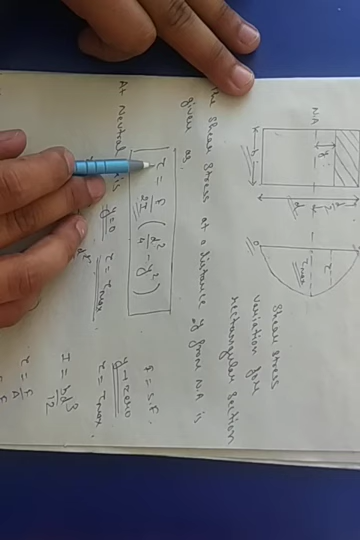 N.A
b
y
d
d/2
τ
τmax
Shear stress
variation for
rectangular section
The Shear Stress at a distance y from N.A is
given as,
τ = F/2I (d²/4 - y²)
F = S.F.
At Neutral axis
y=0 τ = τmax
y=zero
τ = τmax.
I = bd³/12
τ = F/A